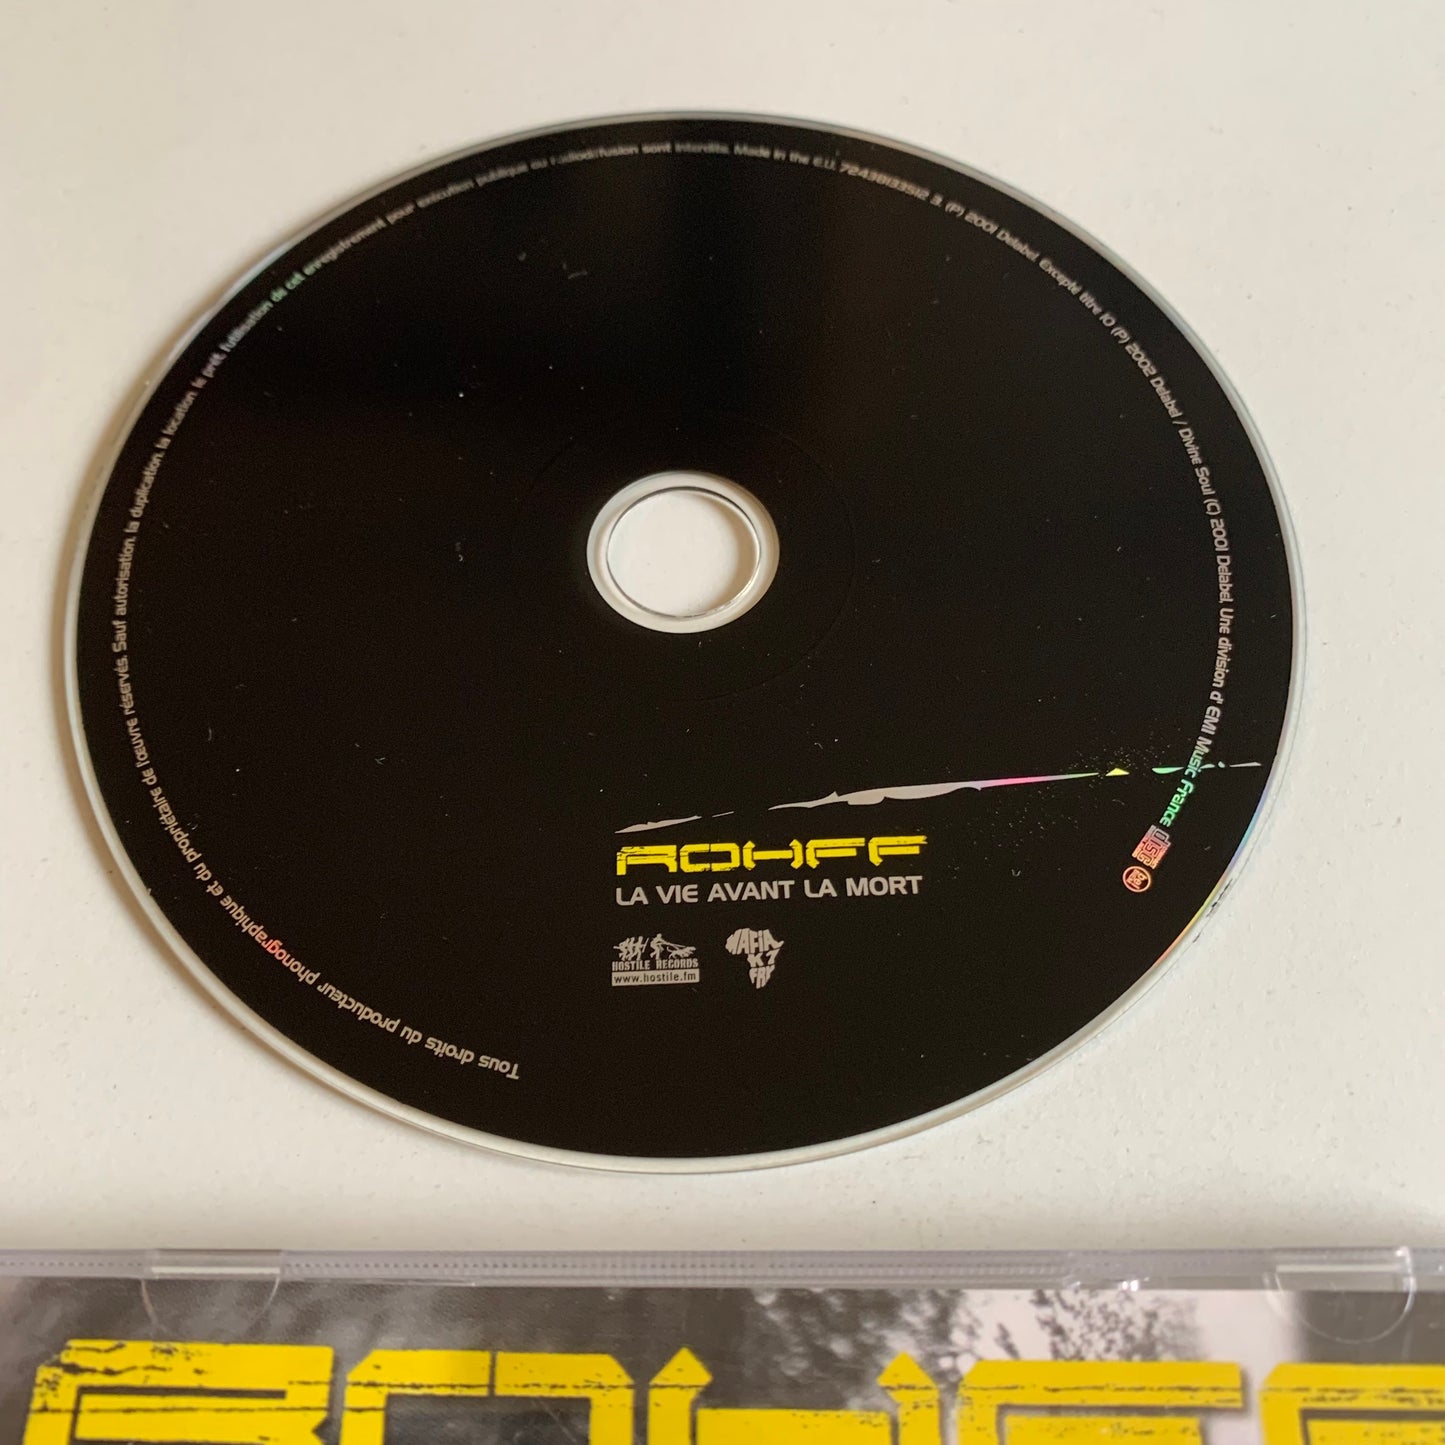 Tous droits du producteur phonographique et du propriétaire de l'œuvre réservés. Sauf autorisation, la duplication, la location, le prêt, l'utilisation de cet enregistrement pour exécution publique ou radiodiffusion sont interdits. Made in the E.U. 72438133512 3. (P) 2001 Delabel. Excepté titre 10 (P) 2002 Delabel / Divine Soul (C) 2001 Delabel. Une division d' EMI Music France
disc
ROHFF
LA VIE AVANT LA MORT
HOSTILE RECORDS
www.hostile.fm
MAFIA
K'1
FRY
ROHFF